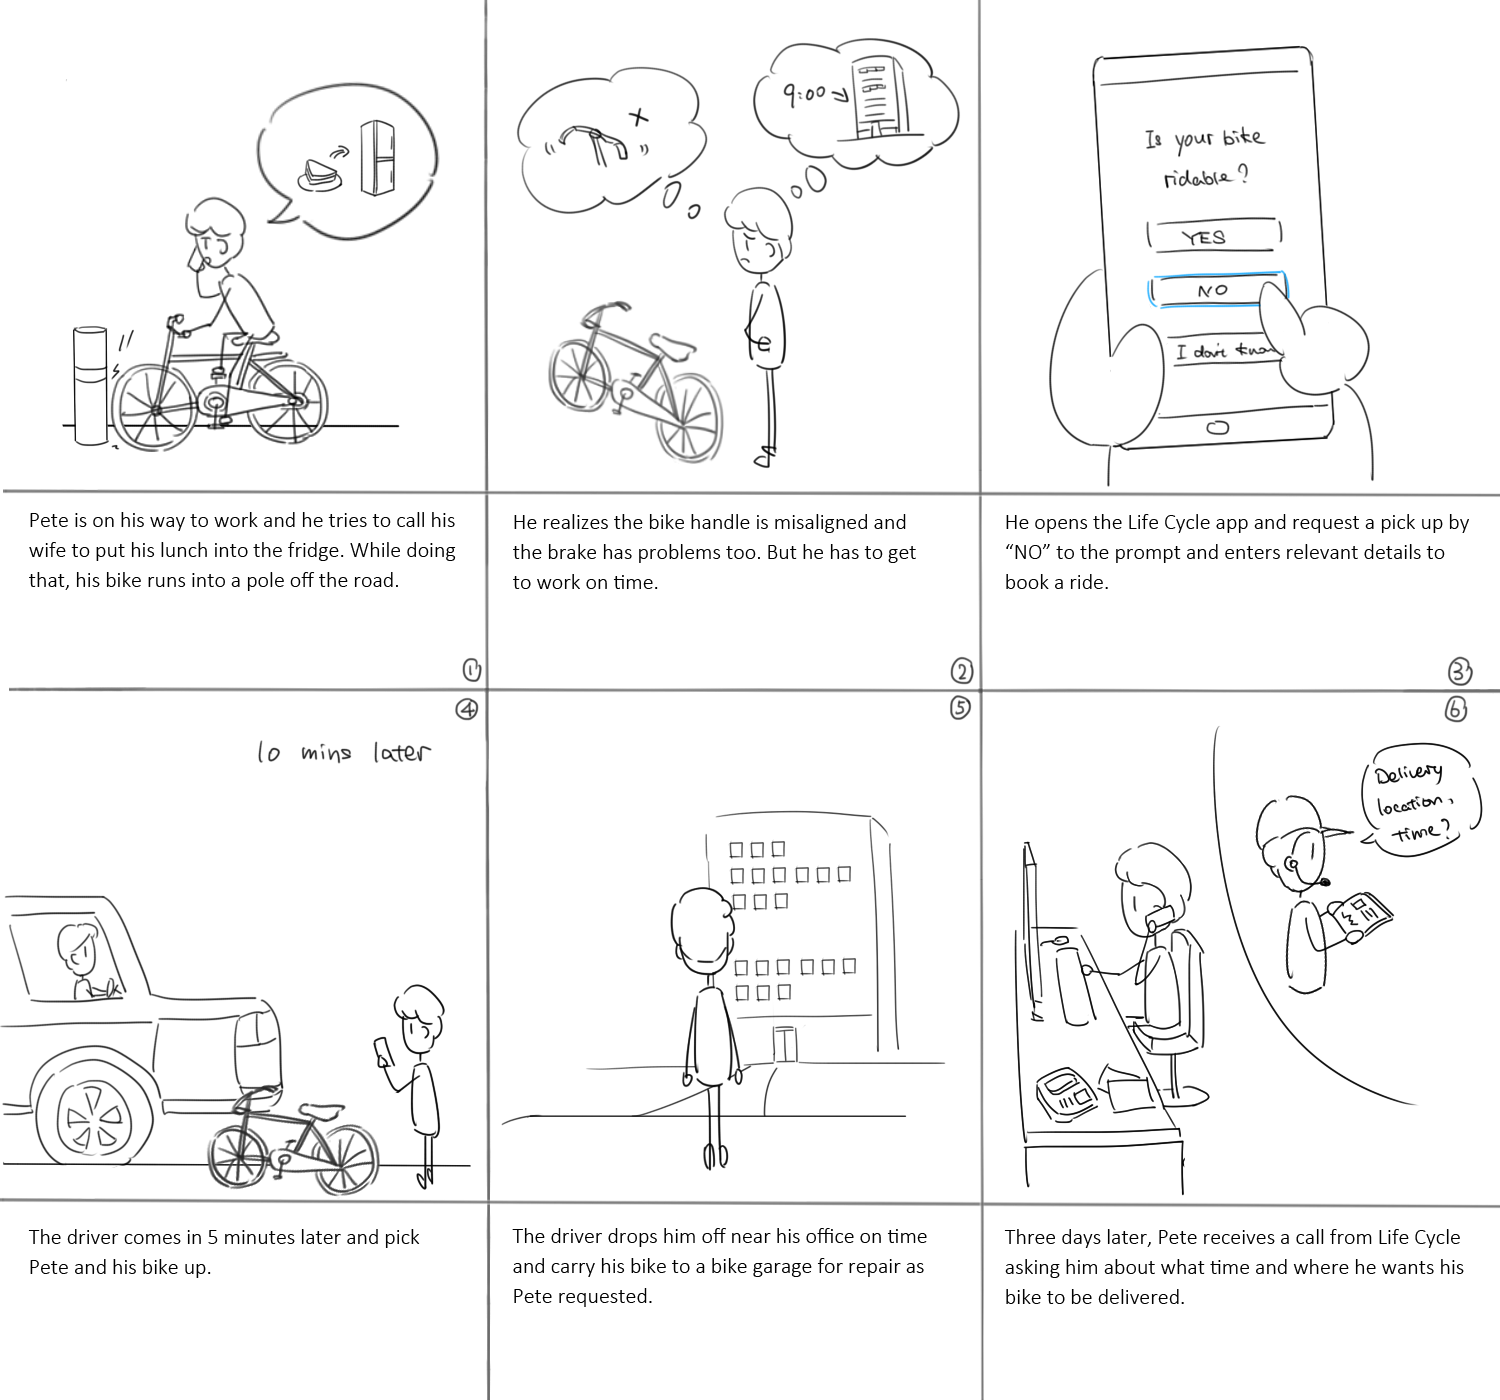 9:00
Is your bike
ridable?
YES
NO
I don't know
Pete is on his way to work and he tries to call his
wife to put his lunch into the fridge. While doing
that, his bike runs into a pole off the road.
1
He realizes the bike handle is misaligned and
the brake has problems too. But he has to get
to work on time.
2
He opens the Life Cycle app and request a pick up by
“NO” to the prompt and enters relevant details to
book a ride.
3
4
10 mins later
The driver comes in 5 minutes later and pick
Pete and his bike up.
5
The driver drops him off near his office on time
and carry his bike to a bike garage for repair as
Pete requested.
6
Delivery
location,
time?
Three days later, Pete receives a call from Life Cycle
asking him about what time and where he wants his
bike to be delivered.